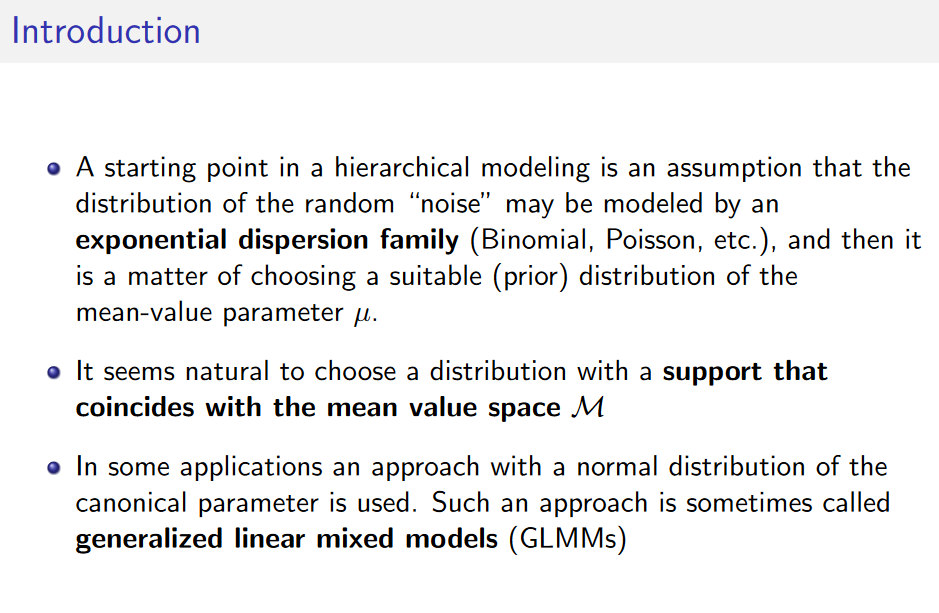 Introduction
A starting point in a hierarchical modeling is an assumption that the
distribution of the random “noise” may be modeled by an
exponential dispersion family (Binomial, Poisson, etc.), and then it
is a matter of choosing a suitable (prior) distribution of the
mean-value parameter μ.
It seems natural to choose a distribution with a support that
coincides with the mean value space ℳ
In some applications an approach with a normal distribution of the
canonical parameter is used. Such an approach is sometimes called
generalized linear mixed models (GLMMs)